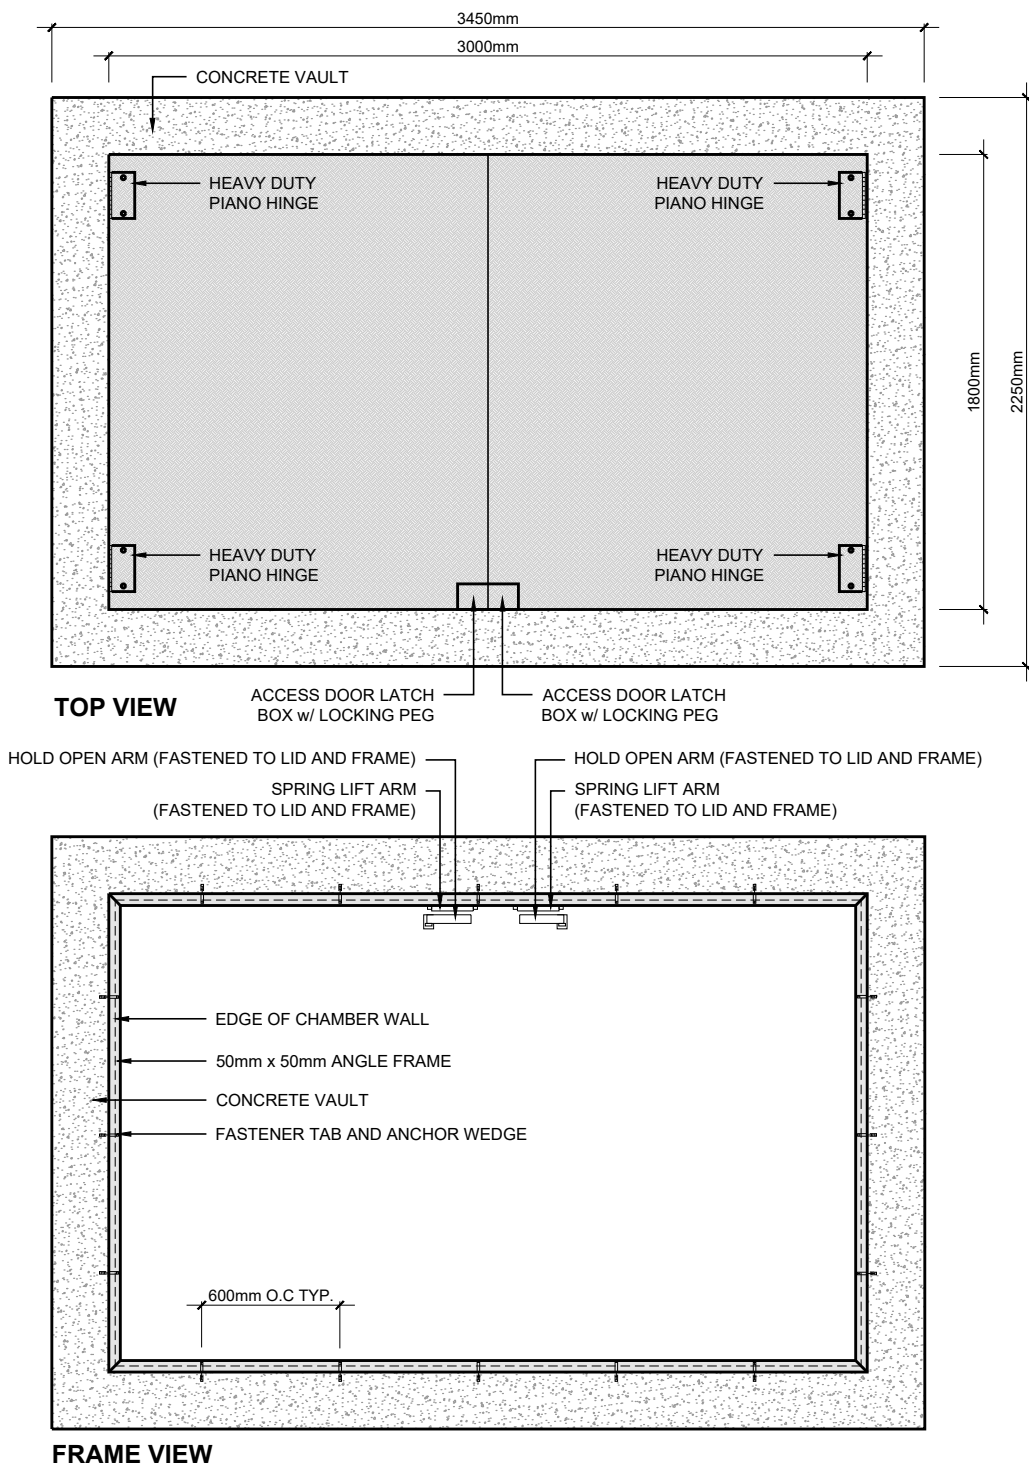 3450mm
3000mm
CONCRETE VAULT
HEAVY DUTY
PIANO HINGE
HEAVY DUTY
PIANO HINGE
1800mm
2250mm
HEAVY DUTY
PIANO HINGE
HEAVY DUTY
PIANO HINGE
TOP VIEW
ACCESS DOOR LATCH
BOX w/ LOCKING PEG
ACCESS DOOR LATCH
BOX w/ LOCKING PEG
HOLD OPEN ARM (FASTENED TO LID AND FRAME)
HOLD OPEN ARM (FASTENED TO LID AND FRAME)
SPRING LIFT ARM
(FASTENED TO LID AND FRAME)
SPRING LIFT ARM
(FASTENED TO LID AND FRAME)
EDGE OF CHAMBER WALL
50mm x 50mm ANGLE FRAME
CONCRETE VAULT
FASTENER TAB AND ANCHOR WEDGE
600mm O.C TYP.
FRAME VIEW